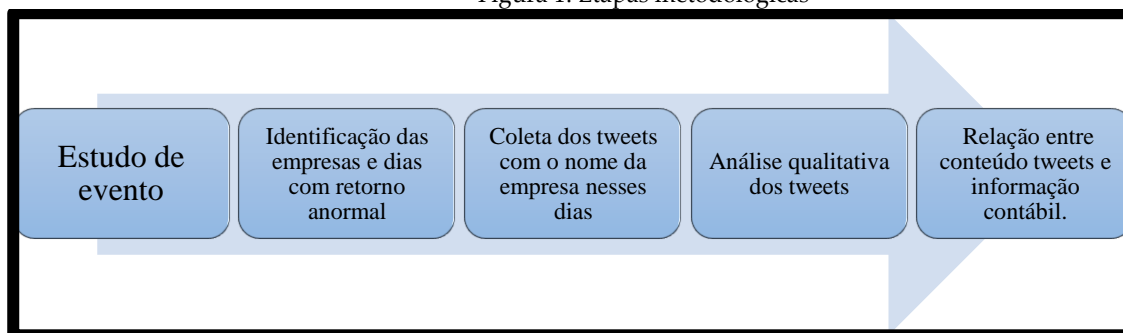 Figura 1. Etapas metodológicas
Estudo de
evento
Identificação das
empresas e dias
com retorno
anormal
Coleta dos tweets
com o nome da
empresa nesses
dias
Análise qualitativa
dos tweets
Relação entre
conteúdo tweets e
informação
contábil.